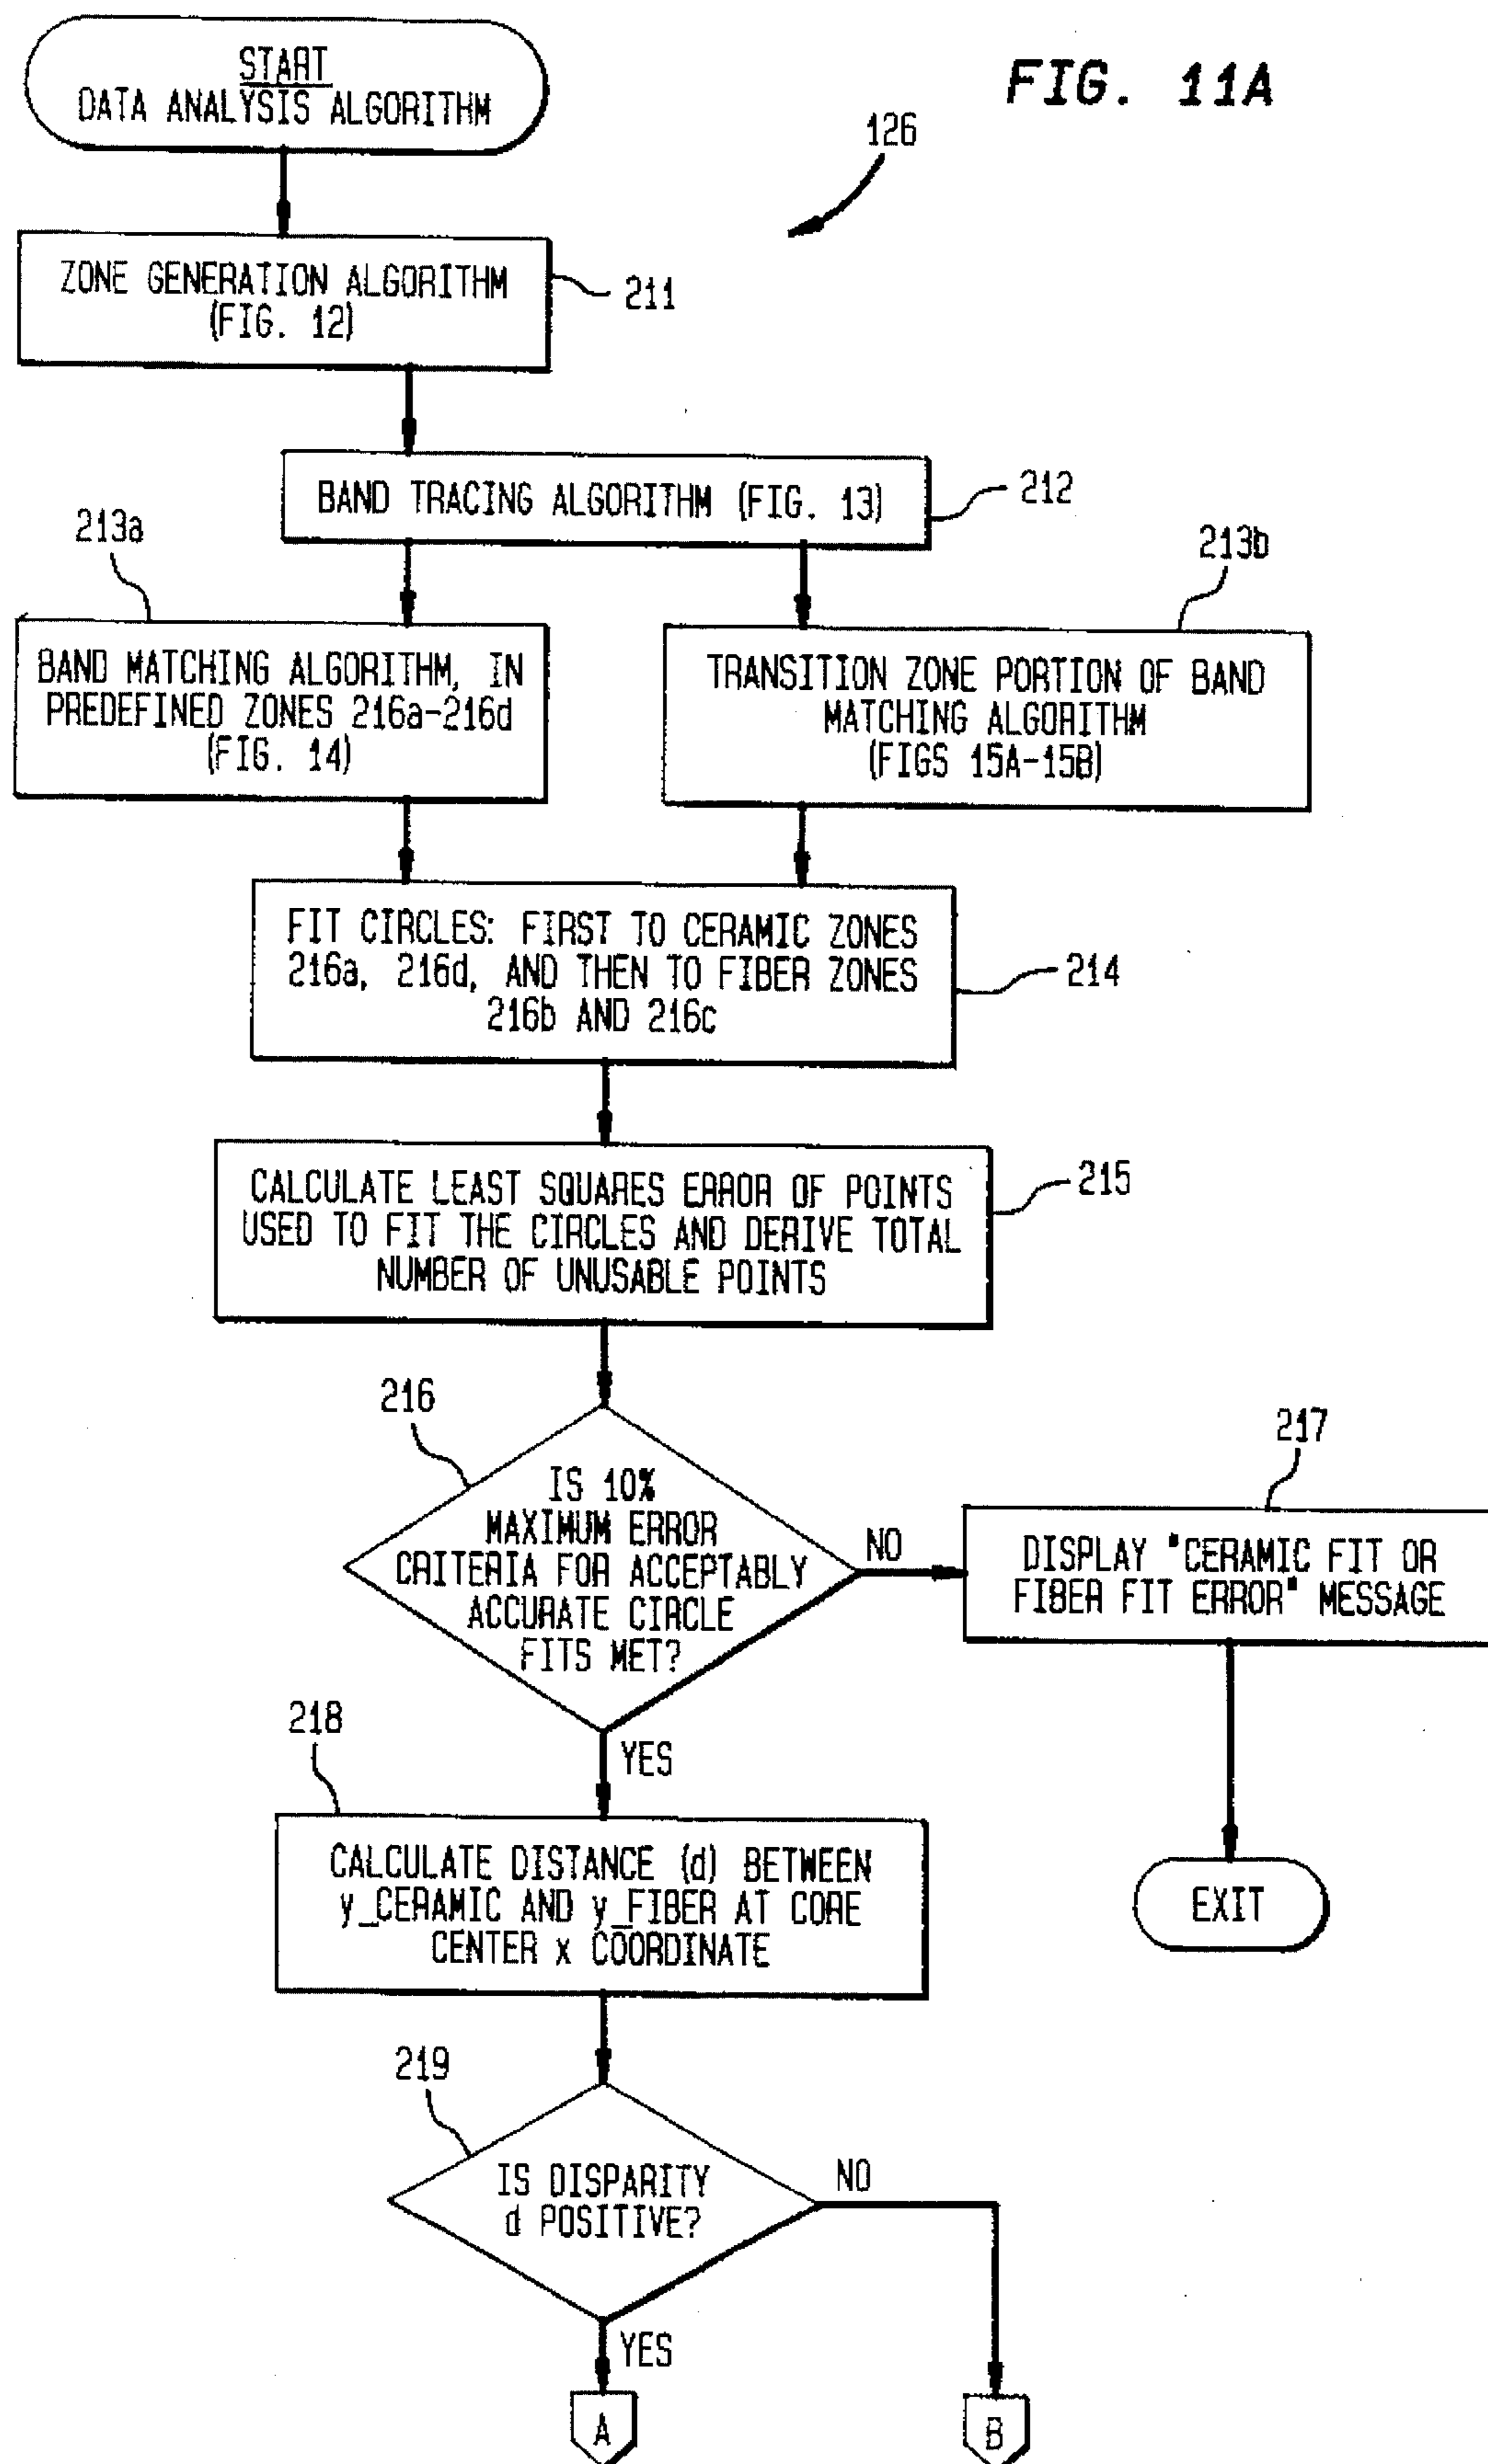 START
DATA ANALYSIS ALGORITHM
FIG. 11A
126
ZONE GENERATION ALGORITHM
(FIG. 12)
211
BAND TRACING ALGORITHM (FIG. 13)
212
213a
213b
BAND MATCHING ALGORITHM, IN
PREDEFINED ZONES 216a-216d
(FIG. 14)
TRANSITION ZONE PORTION OF BAND
MATCHING ALGORITHM
(FIGS 15A-15B)
FIT CIRCLES: FIRST TO CERAMIC ZONES
216a, 216d, AND THEN TO FIBER ZONES
216b AND 216c
214
CALCULATE LEAST SQUARES ERROR OF POINTS
USED TO FIT THE CIRCLES AND DERIVE TOTAL
NUMBER OF UNUSABLE POINTS
215
216
IS 10%
MAXIMUM ERROR
CRITERIA FOR ACCEPTABLY
ACCURATE CIRCLE
FITS MET?
NO
217
DISPLAY "CERAMIC FIT OR
FIBER FIT ERROR" MESSAGE
EXIT
YES
218
CALCULATE DISTANCE (d) BETWEEN
y_CERAMIC AND y_FIBER AT CORE
CENTER x COORDINATE
219
IS DISPARITY
d POSITIVE?
NO
YES
A
B